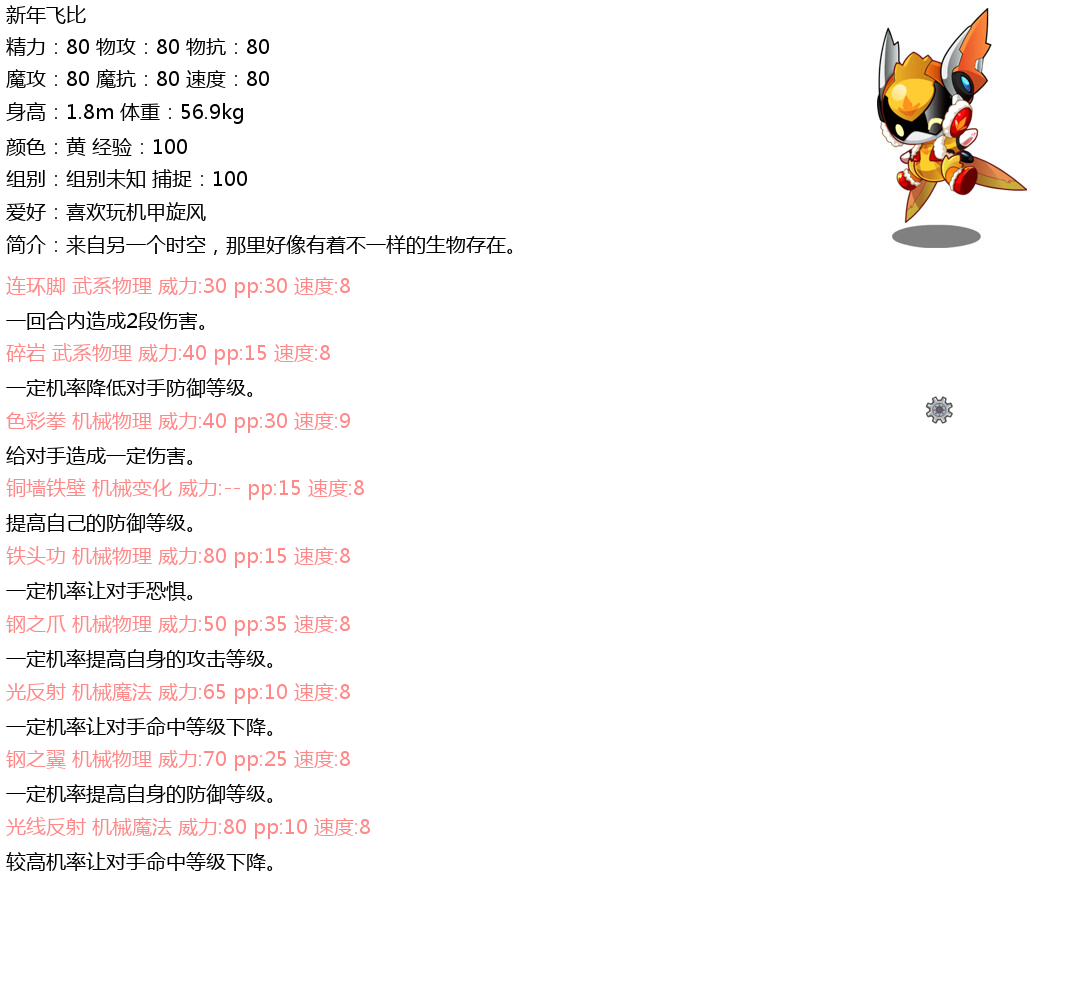 新年飞比
精力：80 物攻：80 物抗：80
魔攻：80 魔抗：80 速度：80
身高：1.8m 体重：56.9kg
颜色：黄 经验：100
组别：组别未知 捕捉：100
爱好：喜欢玩机甲旋风
简介：来自另一个时空，那里好像有着不一样的生物存在。
连环脚 武系物理 威力:30 pp:30 速度:8
一回合内造成2段伤害。
碎岩 武系物理 威力:40 pp:15 速度:8
一定机率降低对手防御等级。
色彩拳 机械物理 威力:40 pp:30 速度:9
给对手造成一定伤害。
铜墙铁壁 机械变化 威力:-- pp:15 速度:8
提高自己的防御等级。
铁头功 机械物理 威力:80 pp:15 速度:8
一定机率让对手恐惧。
钢之爪 机械物理 威力:50 pp:35 速度:8
一定机率提高自身的攻击等级。
光反射 机械魔法 威力:65 pp:10 速度:8
一定机率让对手命中等级下降。
钢之翼 机械物理 威力:70 pp:25 速度:8
一定机率提高自身的防御等级。
光线反射 机械魔法 威力:80 pp:10 速度:8
较高机率让对手命中等级下降。